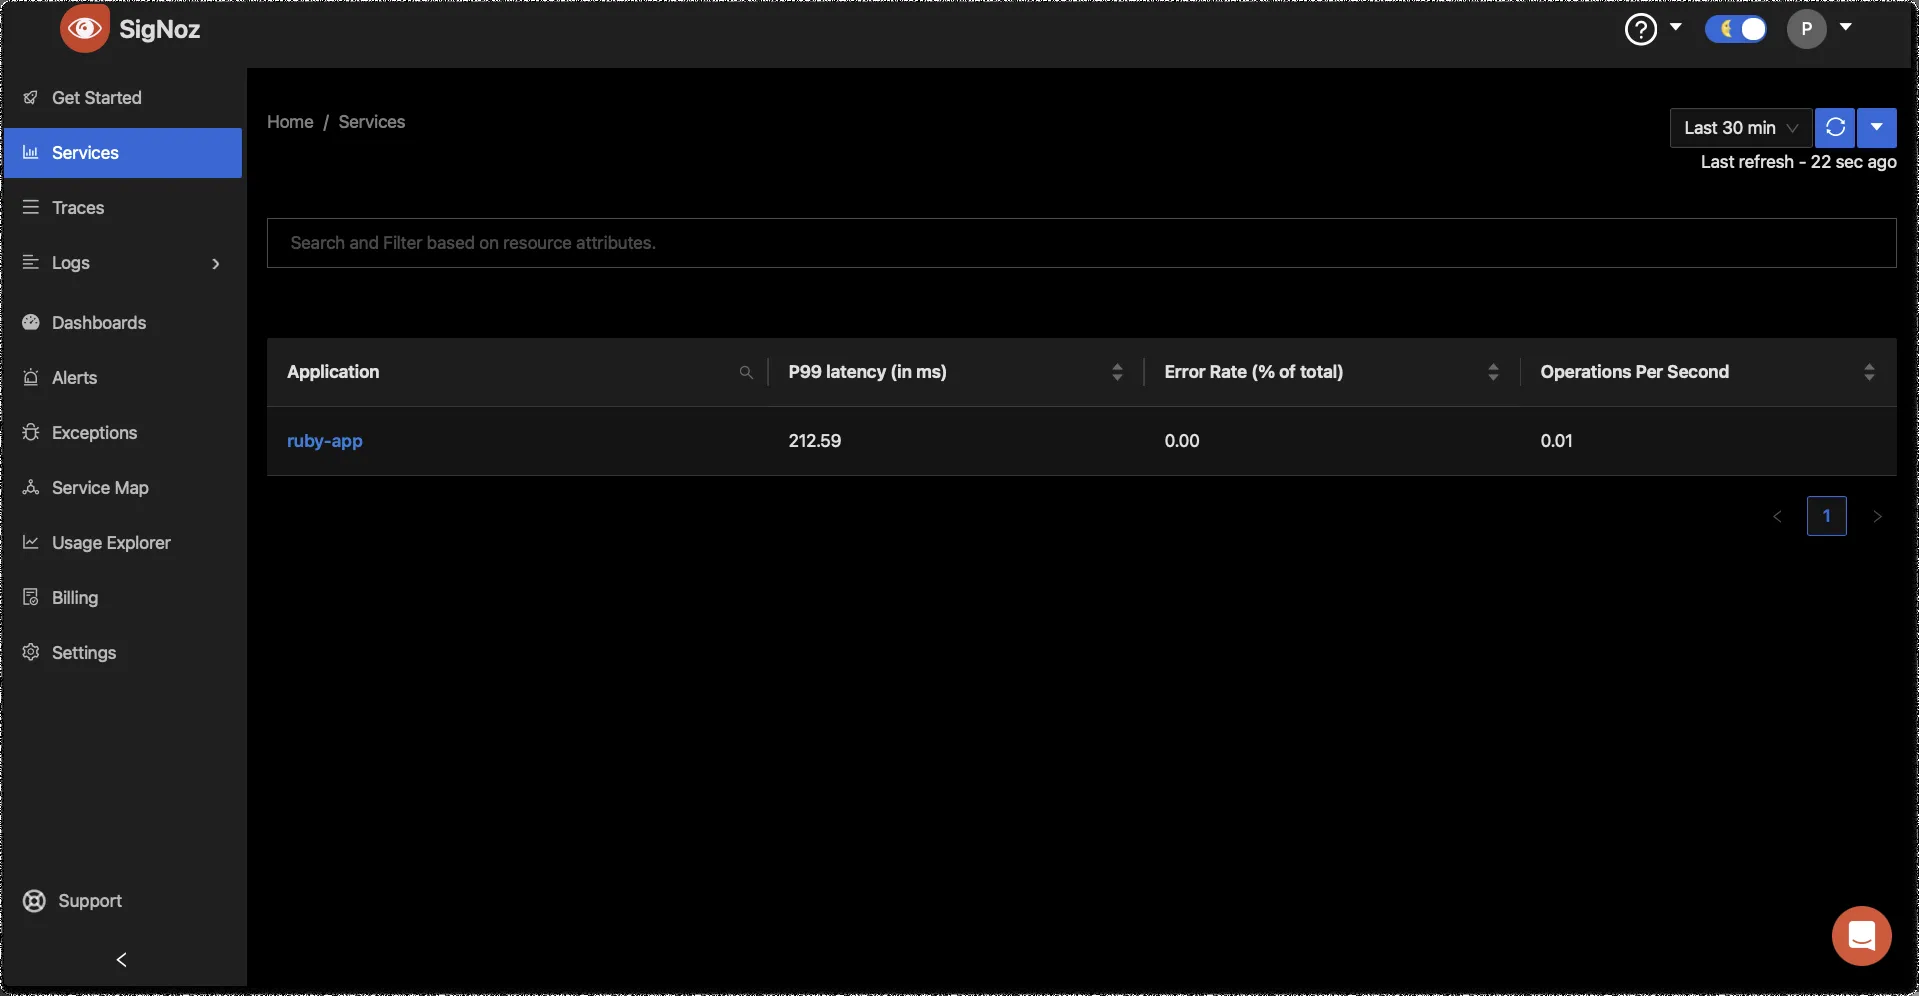 SigNoz
?
P
Get Started
Services
Traces
Logs
Dashboards
Alerts
Exceptions
Service Map
Usage Explorer
Billing
Settings
Support
Home / Services
Last 30 min
Last refresh - 22 sec ago
Search and Filter based on resource attributes.
Application P99 latency (in ms) Error Rate (% of total) Operations Per Second
ruby-app 212.59 0.00 0.01
1